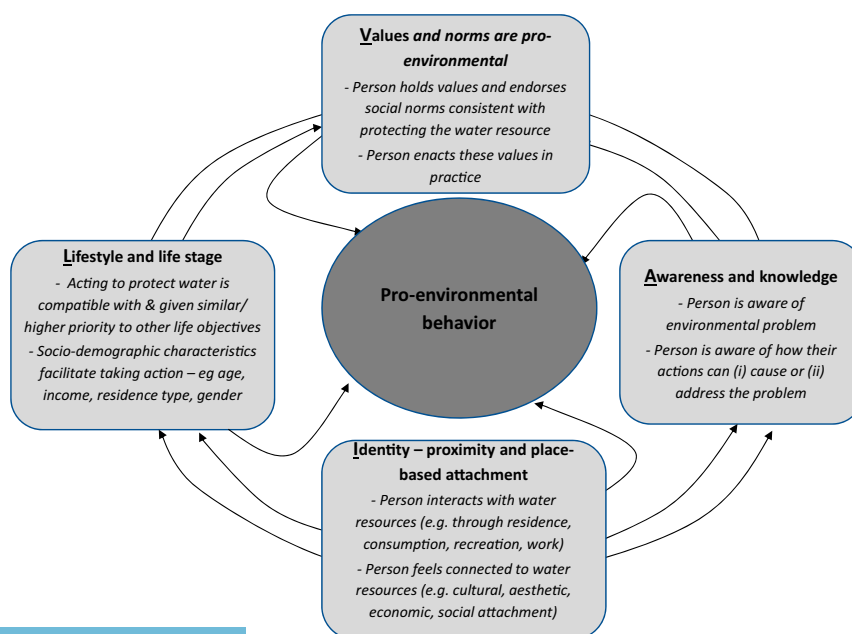 Values and norms are pro-
environmental
- Person holds values and endorses
social norms consistent with
protecting the water resource
- Person enacts these values in
practice
Lifestyle and life stage
- Acting to protect water is
compatible with & given similar/
higher priority to other life objectives
- Socio-demographic characteristics
facilitate taking action – eg age,
income, residence type, gender
Pro-environmental
behavior
Awareness and knowledge
- Person is aware of
environmental problem
- Person is aware of how their
actions can (i) cause or (ii)
address the problem
Identity – proximity and place-
based attachment
- Person interacts with water
resources (e.g. through residence,
consumption, recreation, work)
- Person feels connected to water
resources (e.g. cultural, aesthetic,
economic, social attachment)